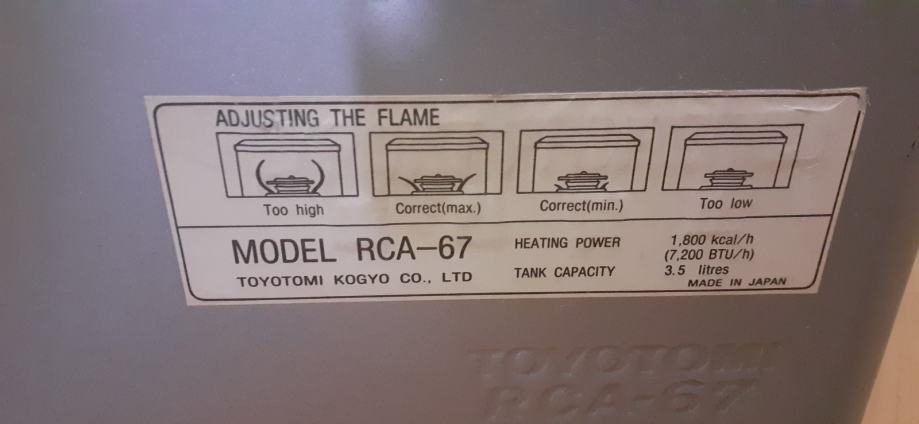 ADJUSTING THE FLAME
Too high Correct(max.) Correct(min.) Too low
MODEL RCA-67
TOYOTOMI KOGYO CO., LTD
HEATING POWER 1,800 kcal/h
(7,200 BTU/h)
TANK CAPACITY 3.5 litres
MADE IN JAPAN
TOYOTOMI
RCA-67